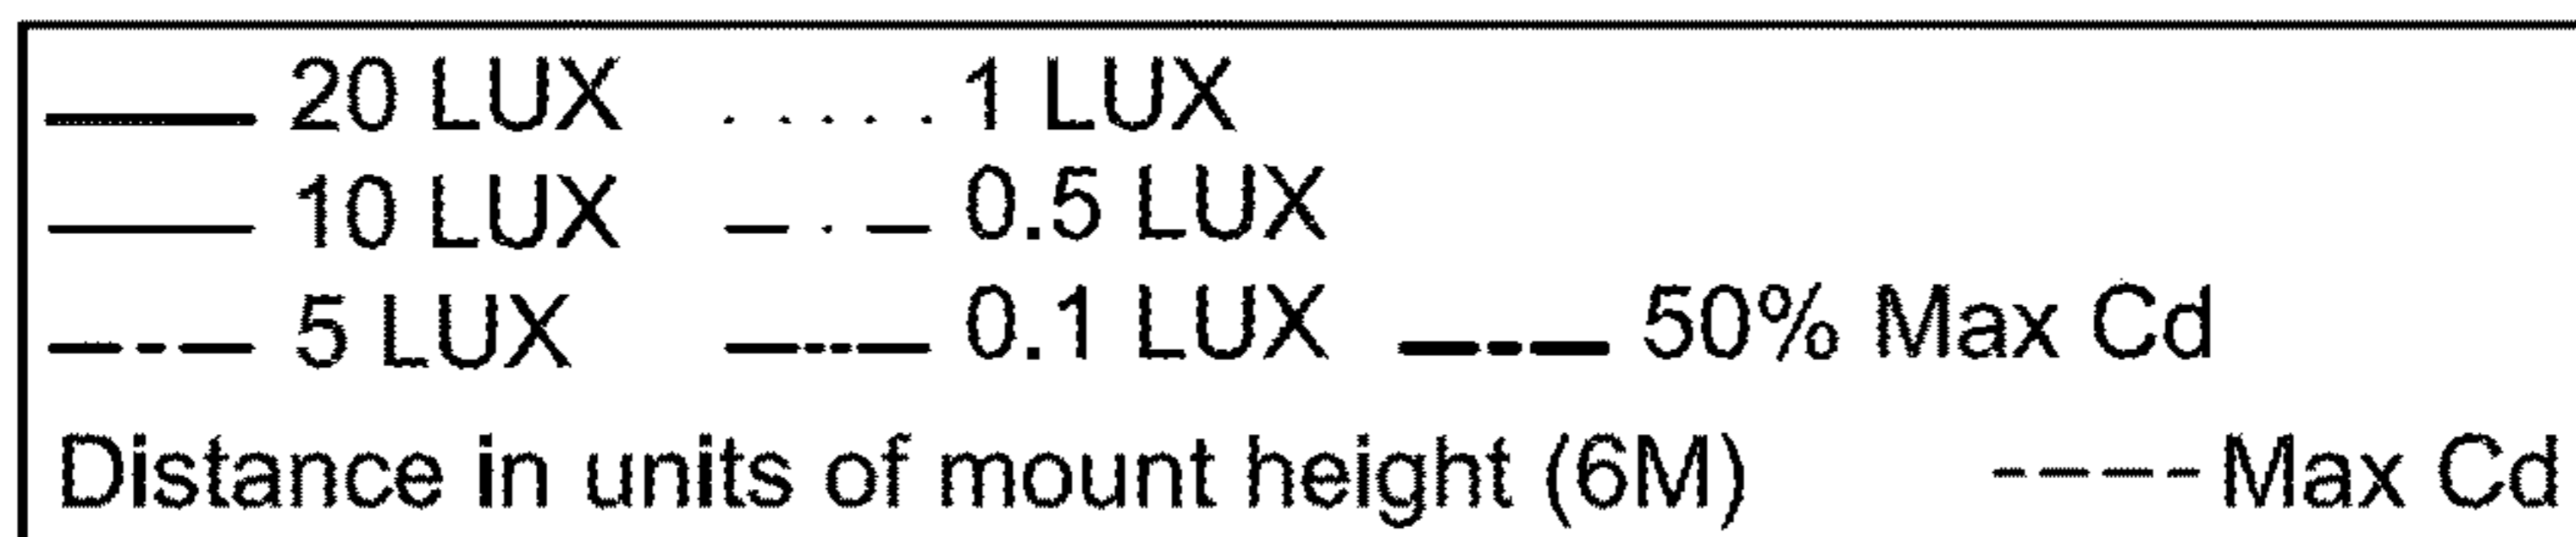 20 LUX 1 LUX
10 LUX 0.5 LUX
5 LUX 0.1 LUX 50% Max Cd
Distance in units of mount height (6M) Max Cd